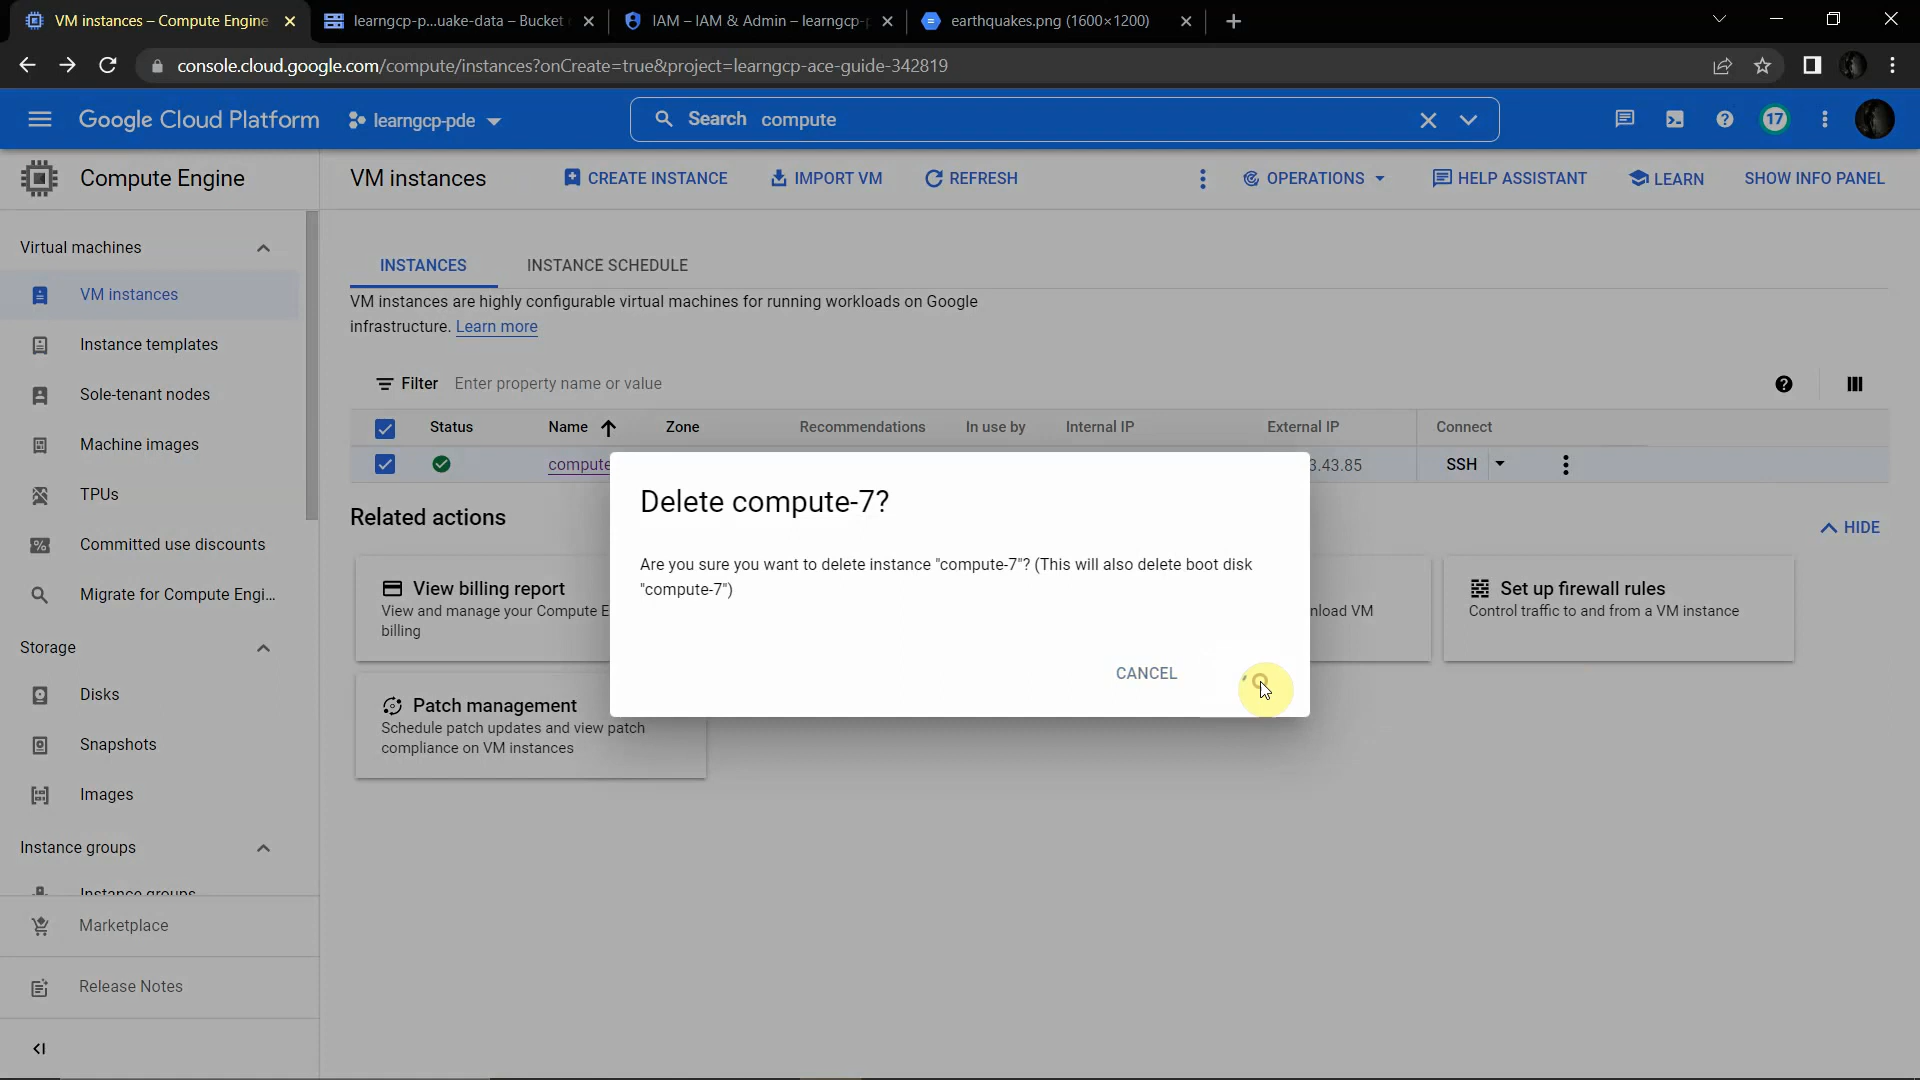 VM instances – Compute Engine
learngcp-p...uake-data – Bucket
IAM – IAM & Admin – learngcp-p
earthquakes.png (1600×1200)
console.cloud.google.com/compute/instances?onCreate=true&project=learngcp-ace-guide-342819
Google Cloud Platform
learngcp-pde
Search compute
17
Compute Engine
VM instances
CREATE INSTANCE
IMPORT VM
REFRESH
OPERATIONS
HELP ASSISTANT
LEARN
SHOW INFO PANEL
Virtual machines
VM instances
Instance templates
Sole-tenant nodes
Machine images
TPUs
Committed use discounts
Migrate for Compute Engi...
Storage
Disks
Snapshots
Images
Instance groups
Instance groups
Marketplace
Release Notes
INSTANCES
INSTANCE SCHEDULE
VM instances are highly configurable virtual machines for running workloads on Google
infrastructure. Learn more
Filter Enter property name or value
Status Name Zone Recommendations In use by Internal IP External IP Connect
compute
3.43.85
SSH
Related actions
HIDE
View billing report
View and manage your Compute E
billing
nload VM
Set up firewall rules
Control traffic to and from a VM instance
Patch management
Schedule patch updates and view patch
compliance on VM instances
Delete compute-7?
Are you sure you want to delete instance "compute-7"? (This will also delete boot disk
"compute-7")
CANCEL